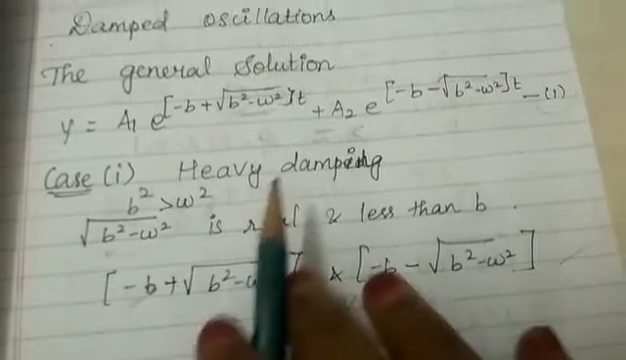 Damped oscillations
The general solution
y = A₁ e^[-b + √b²-ω²]t + A₂ e^[-b - √b²-ω²]t — (1)
Case (i) Heavy damping
b² > ω²
√b²-ω² is & less than b.
[-b + √b²- ] & [-b - √b²-ω²]